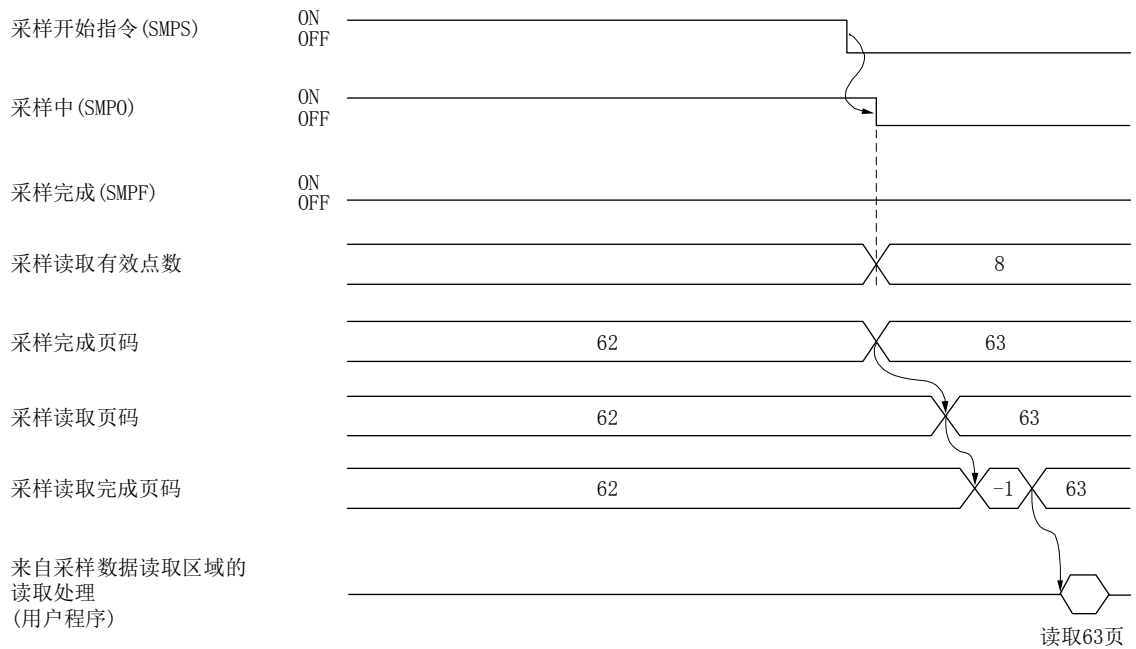 采样开始指令(SMPS)
ON
OFF
采样中(SMPO)
ON
OFF
采样完成(SMPF)
ON
OFF
采样读取有效点数
8
采样完成页码
62
63
采样读取页码
62
63
采样读取完成页码
62
-1
63
来自采样数据读取区域的
读取处理
(用户程序)
读取63页